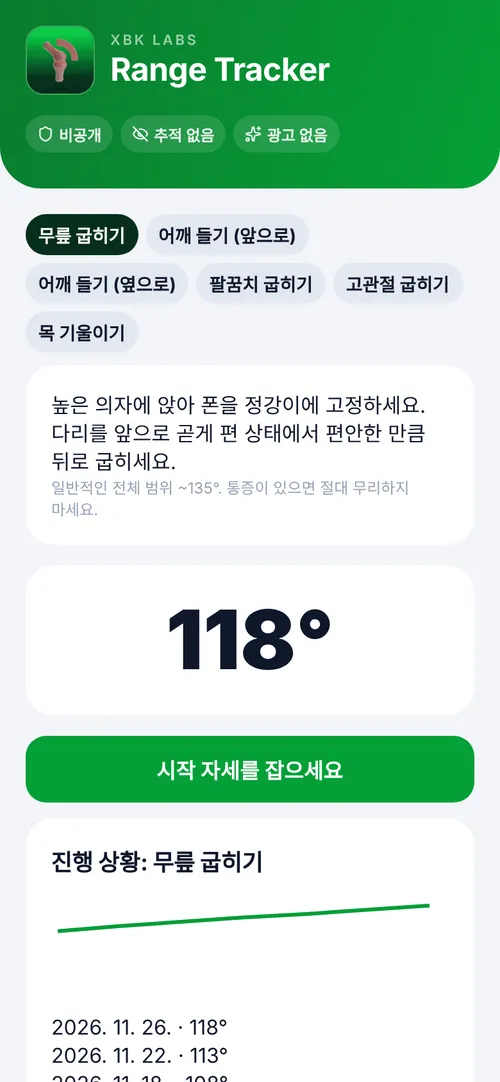 XBK LABS
Range Tracker
비공개
추적 없음
광고 없음
무릎 굽히기
어깨 들기 (앞으로)
어깨 들기 (옆으로)
팔꿈치 굽히기
고관절 굽히기
목 기울이기
높은 의자에 앉아 폰을 정강이에 고정하세요.
다리를 앞으로 곧게 편 상태에서 편안한 만큼
뒤로 굽히세요.
일반적인 전체 범위 ~135°. 통증이 있으면 절대 무리하지
마세요.
118°
시작 자세를 잡으세요
진행 상황: 무릎 굽히기
2026. 11. 26. · 118°
2026. 11. 22. · 113°
2026. 11. 18. · 108°